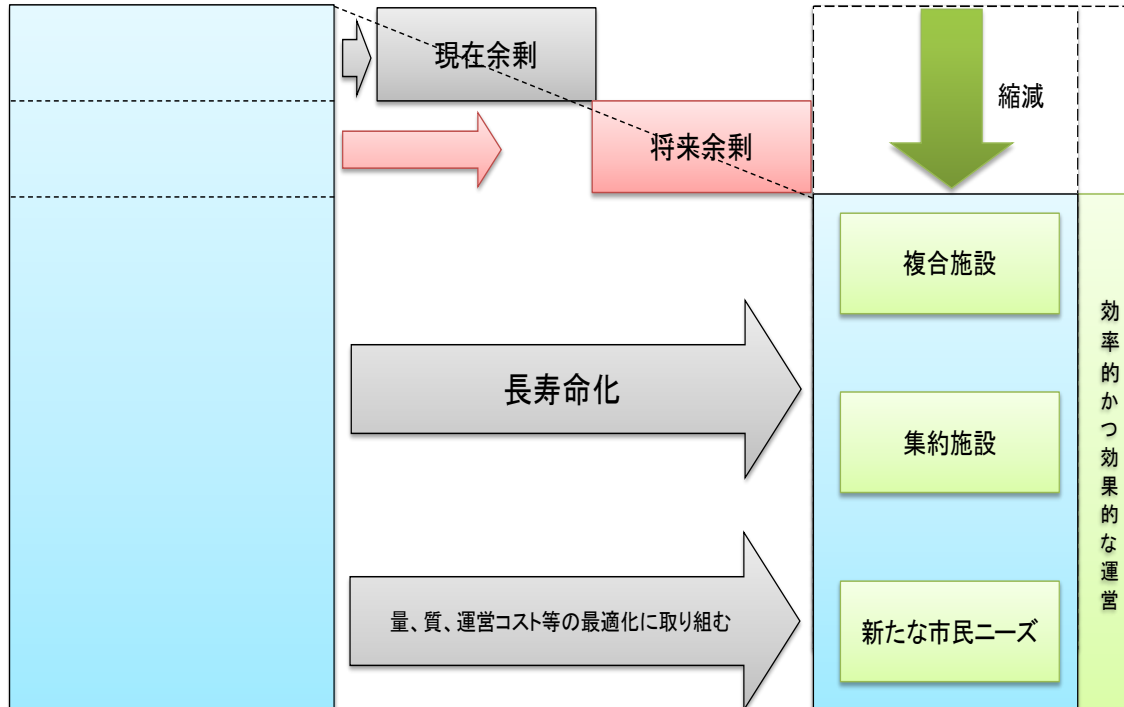 現在余剰
縮減
将来余剰
複合施設
長寿命化
集約施設
量、質、運営コスト等の最適化に取り組む
新たな市民ニーズ
効率的かつ効果的な運営